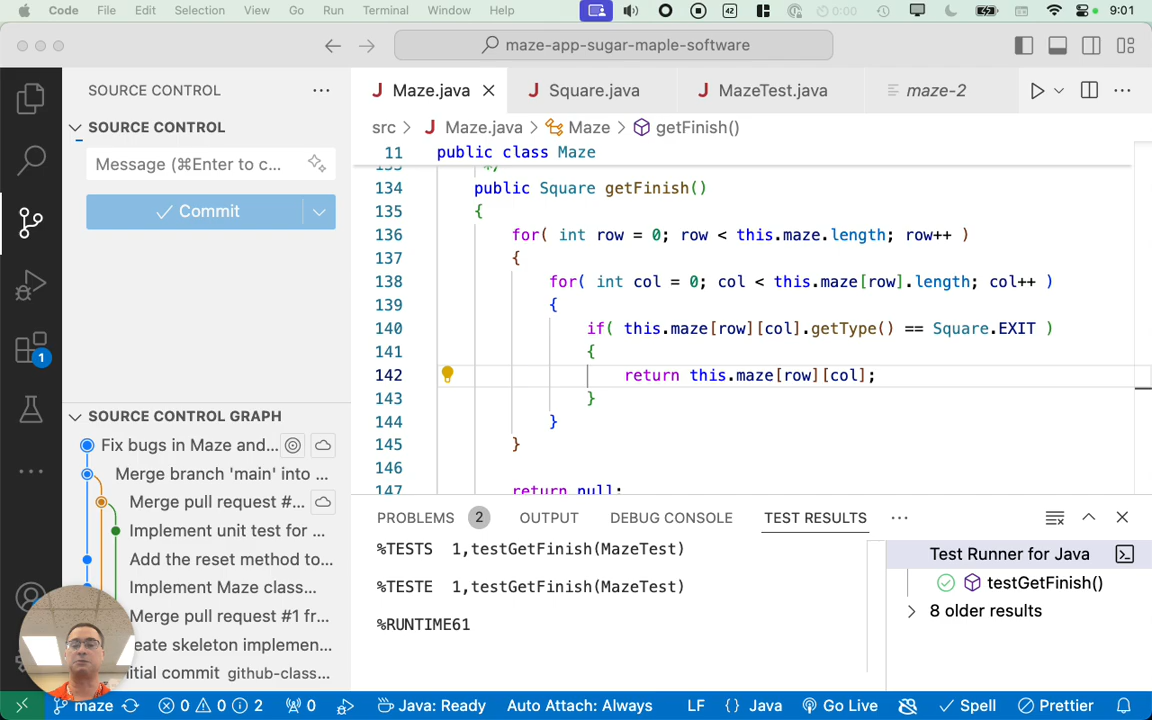 Code File Edit Selection View Go Run Terminal Window Help 42 0:00 9:01
maze-app-sugar-maple-software
SOURCE CONTROL
SOURCE CONTROL
Message (⌘Enter to c...
Commit
1
SOURCE CONTROL GRAPH
Fix bugs in Maze and...
Merge branch 'main' into ...
Merge pull request #...
Implement unit test for ...
Add the reset method to...
Implement Maze class...
Merge pull request #1 fr...
eate skeleton implemen...
itial commit github-class...
J Maze.java
J Square.java
J MazeTest.java
maze-2
src > J Maze.java > Maze > getFinish()
11 public class Maze
133 */
134 public Square getFinish()
135 {
136 for( int row = 0; row < this.maze.length; row++ )
137 {
138 for( int col = 0; col < this.maze[row].length; col++ )
139 {
140 if( this.maze[row][col].getType() == Square.EXIT )
141 {
142 return this.maze[row][col];
143 }
144 }
145 }
146
147 return null;
PROBLEMS 2 OUTPUT DEBUG CONSOLE TEST RESULTS
%TESTS 1,testGetFinish(MazeTest)
%TESTE 1,testGetFinish(MazeTest)
%RUNTIME61
Test Runner for Java
testGetFinish()
8 older results
maze 0 0 2 0 Java: Ready Auto Attach: Always LF {} Java Go Live Spell Prettier